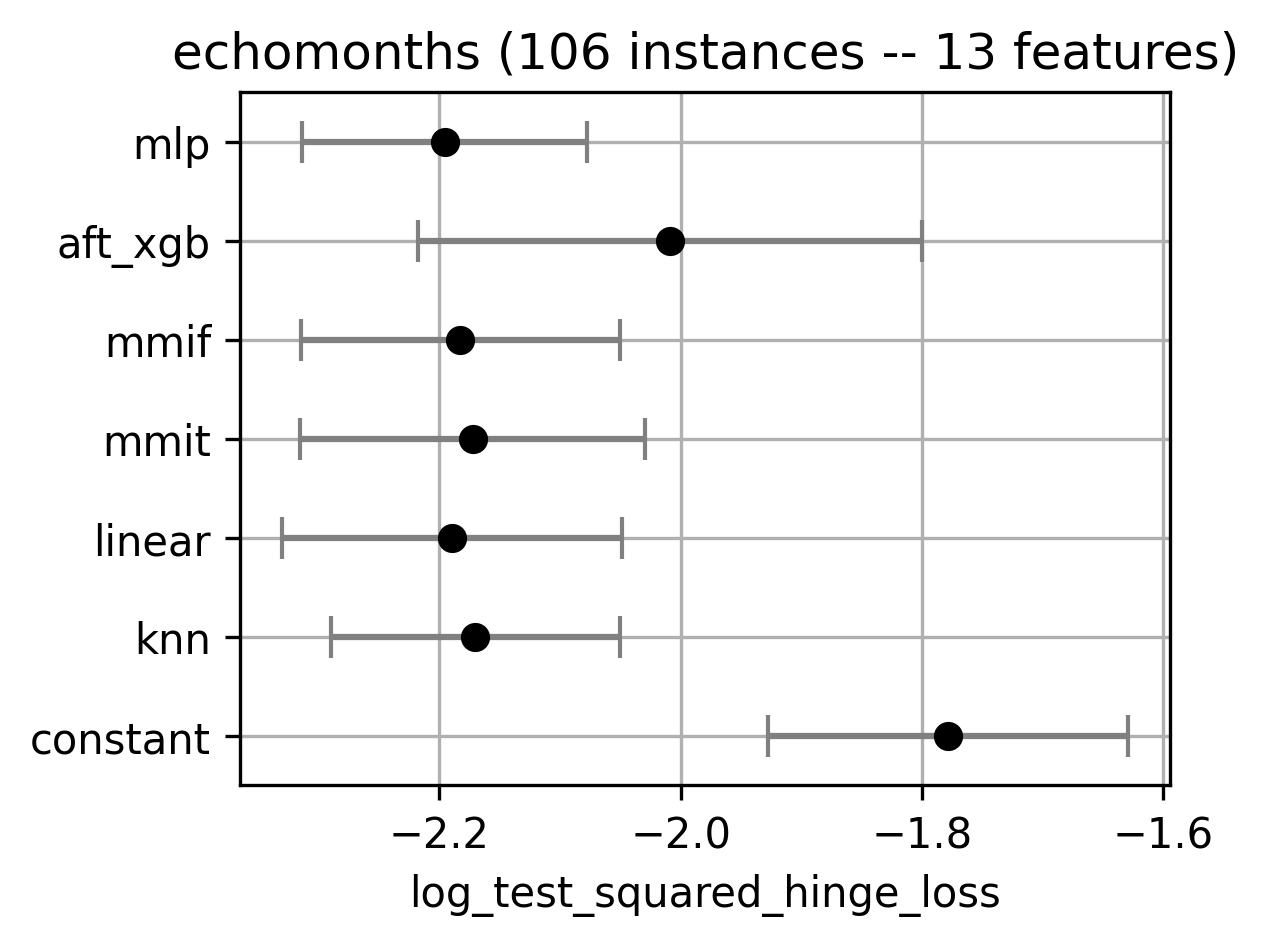 echomonths (106 instances -- 13 features)
mlp
aft_xgb
mmif
mmit
linear
knn
constant
−2.2 −2.0 −1.8 −1.6
log_test_squared_hinge_loss